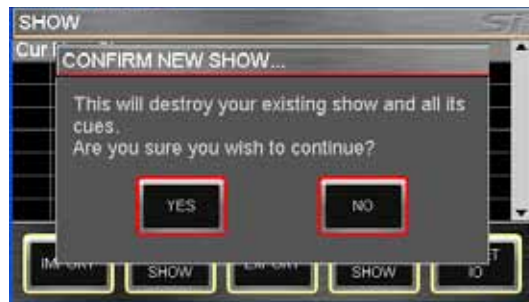 SHOW
CONFIRM NEW SHOW...
This will destroy your existing show and all its
cues.
Are you sure you wish to continue?
YES
NO
SHOW
SHOW
IO